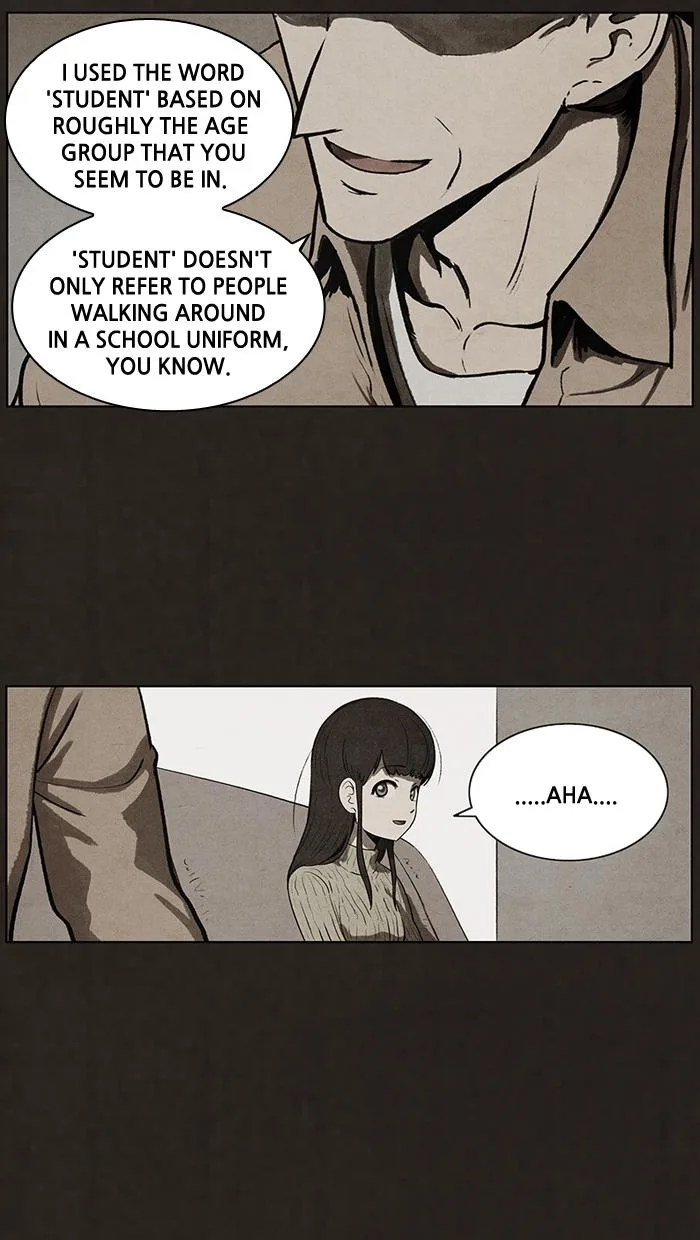 I USED THE WORD
'STUDENT' BASED ON
ROUGHLY THE AGE
GROUP THAT YOU
SEEM TO BE IN.
'STUDENT' DOESN'T
ONLY REFER TO PEOPLE
WALKING AROUND
IN A SCHOOL UNIFORM,
YOU KNOW.
.....AHA....